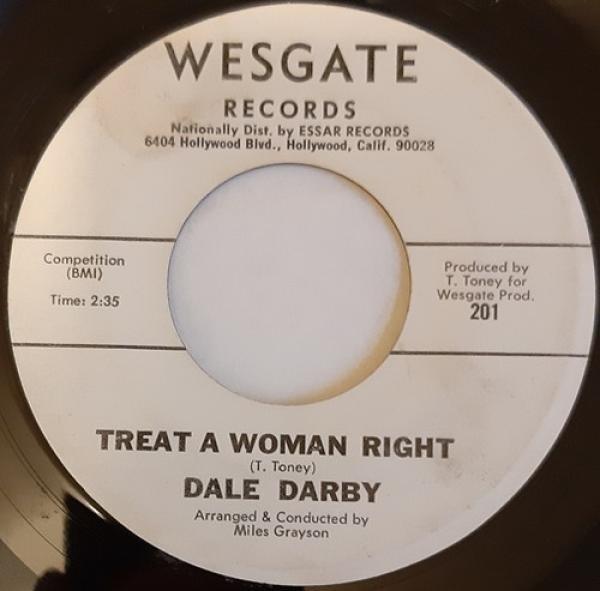 WESGATE
RECORDS
Nationally Dist. by ESSAR RECORDS
6404 Hollywood Blvd., Hollywood, Calif. 90028
Competition
(BMI)
Time: 2:35
Produced by
T. Toney for
Wesgate Prod.
201
TREAT A WOMAN RIGHT
(T. Toney)
DALE DARBY
Arranged & Conducted by
Miles Grayson